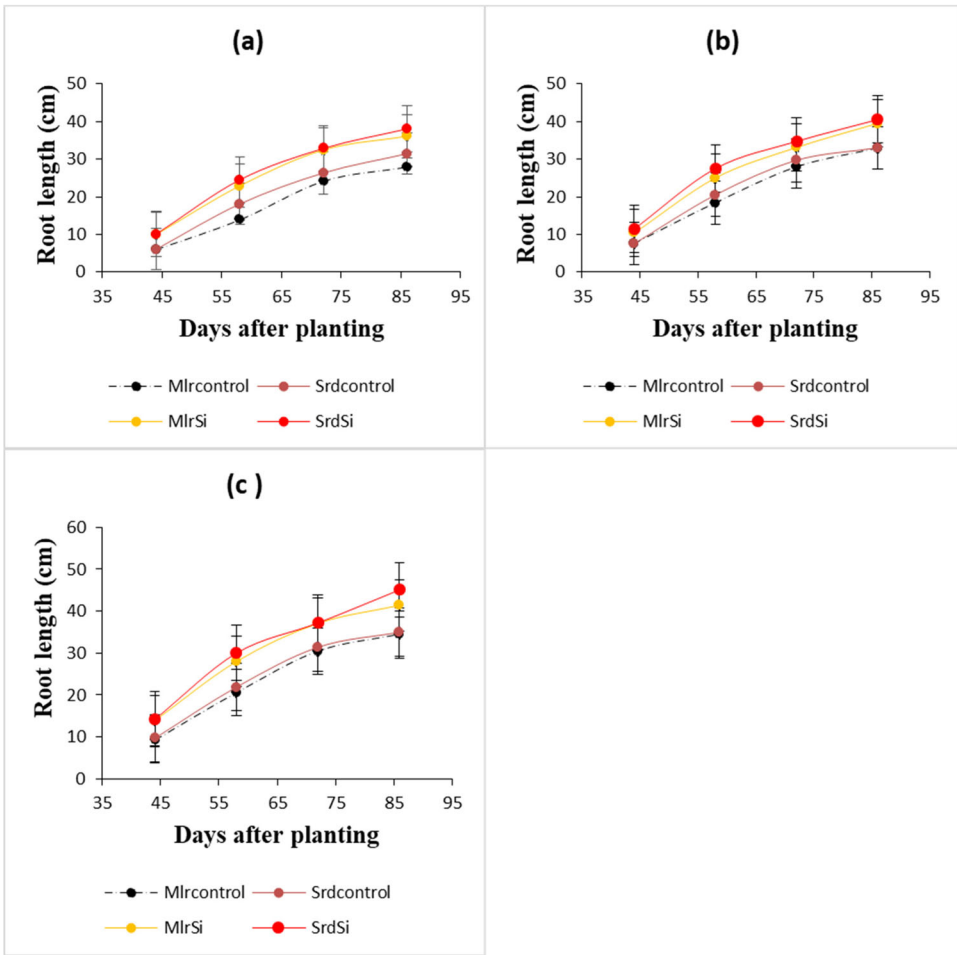 (a)
Root length (cm)
50
40
30
20
10
0
35 45 55 65 75 85 95
Days after planting
Mlrcontrol Srdcontrol
MlrSi SrdSi
(b)
Root length (cm)
50
40
30
20
10
0
35 45 55 65 75 85 95
Days after planting
Mlrcontrol Srdcontrol
MlrSi SrdSi
(c )
Root length (cm)
60
50
40
30
20
10
0
35 45 55 65 75 85 95
Days after planting
Mlrcontrol Srdcontrol
MlrSi SrdSi